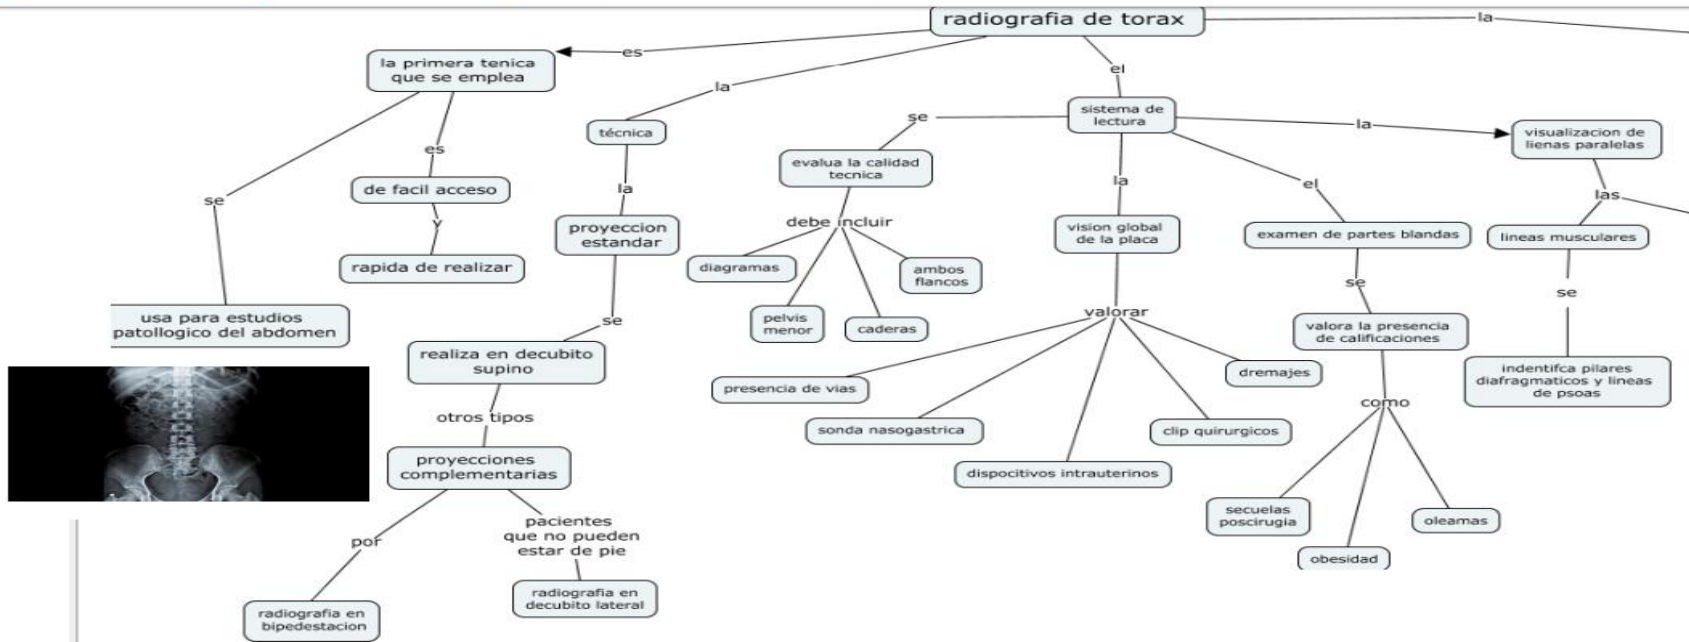 radiografia de torax
es
la
el
la
la primera tenica
que se emplea
se
es
de facil acceso
y
rapida de realizar
usa para estudios
patollogico del abdomen
técnica
la
proyeccion
estandar
se
realiza en decubito
supino
otros tipos
proyecciones
complementarias
por
radiografia en
bipedestacion
pacientes
que no pueden
estar de pie
radiografia en
decubito lateral
sistema de
lectura
se
evalua la calidad
tecnica
debe incluir
diagramas
pelvis
menor
caderas
ambos
flancos
la
vision global
de la placa
valorar
presencia de vias
sonda nasogastrica
dispocitivos intrauterinos
clip quirurgicos
dremajes
el
examen de partes blandas
se
valora la presencia
de calificaciones
como
secuelas
poscirugia
obesidad
oleamas
la
visualizacion de
lienas paralelas
las
lineas musculares
se
indentifca pilares
diafragmaticos y lineas
de psoas